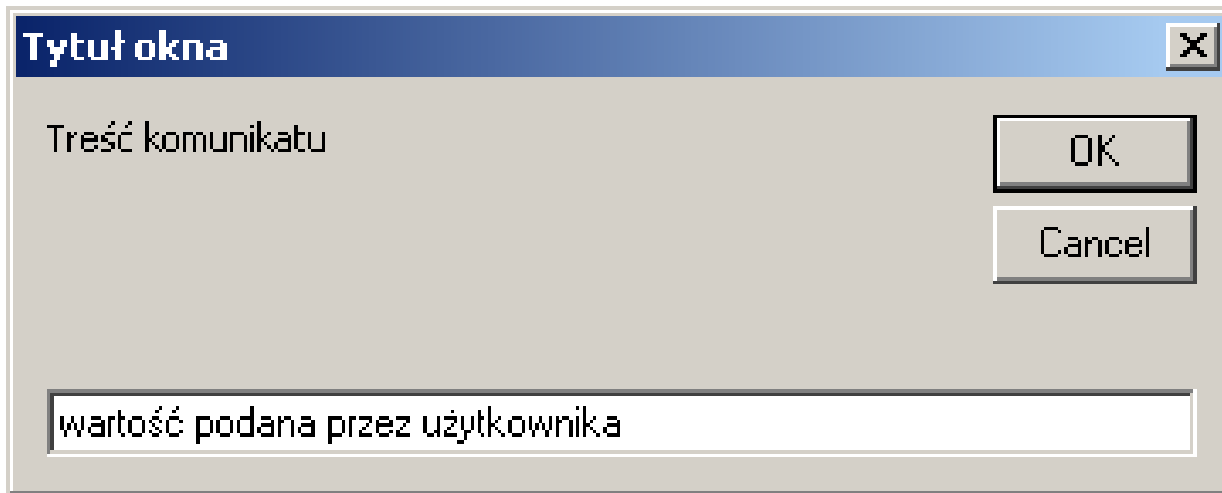 Tytuł okna
Treść komunikatu
OK
Cancel
wartość podana przez użytkownika